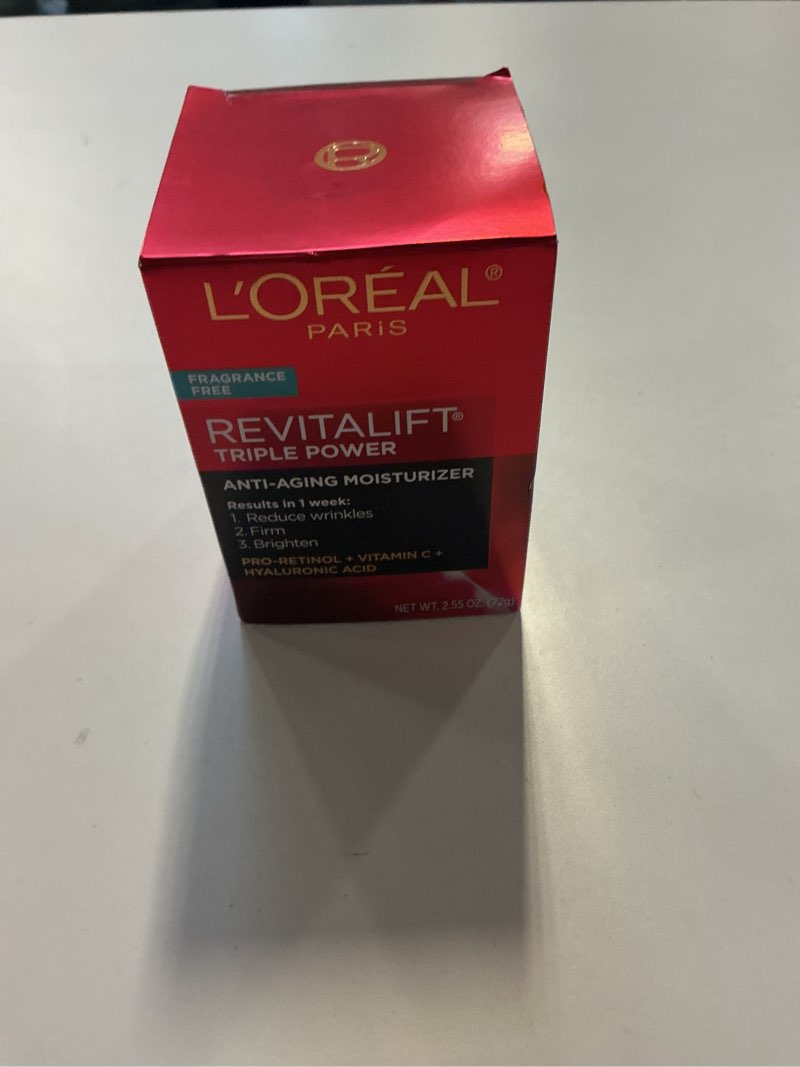 L'ORÉAL®
PARiS
FRAGRANCE
FREE
REVITALIFT®
TRIPLE POWER
ANTI-AGING MOISTURIZER
Results in 1 week:
1. Reduce wrinkles
2. Firm
3. Brighten
PRO-RETINOL + VITAMIN C +
HYALURONIC ACID
NET WT. 2.55 OZ. (72g)